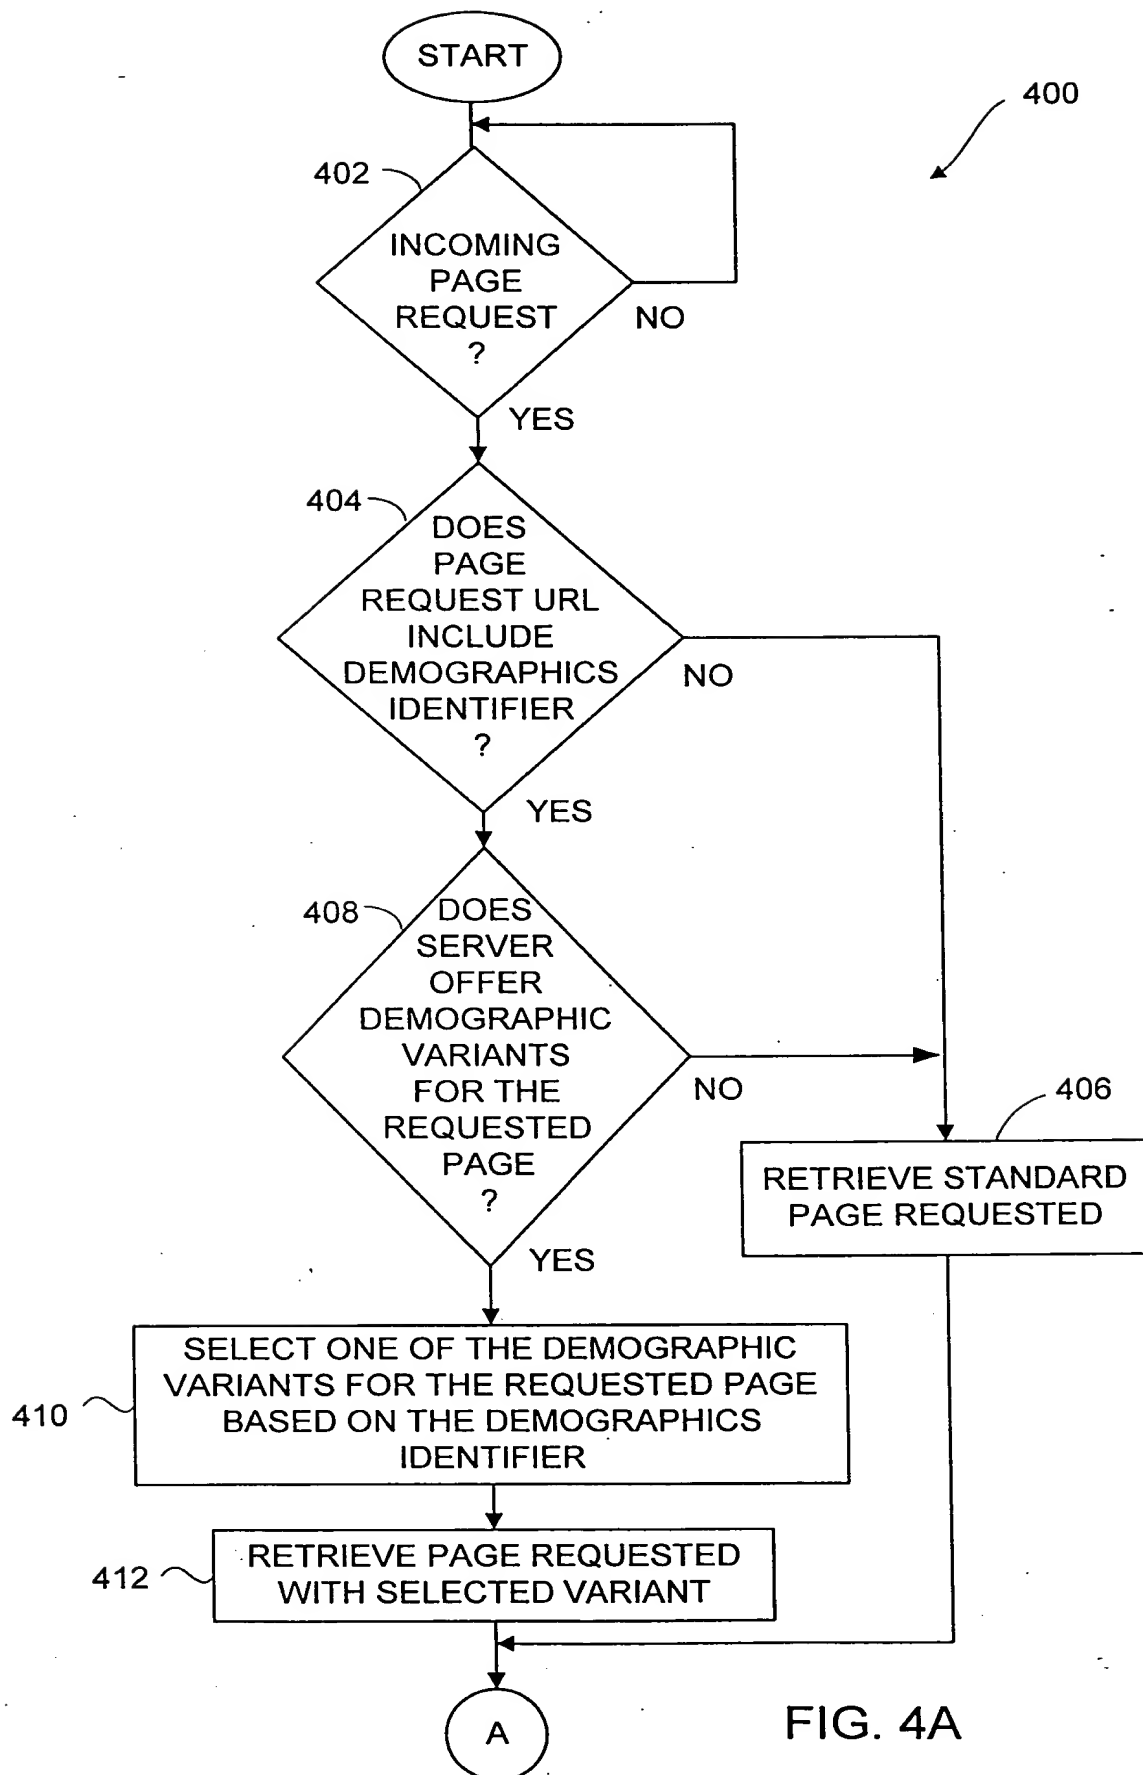 START
400
402
INCOMING
PAGE
REQUEST
?
NO
YES
404
DOES
PAGE
REQUEST URL
INCLUDE
DEMOGRAPHICS
IDENTIFIER
?
NO
YES
408
DOES
SERVER
OFFER
DEMOGRAPHIC
VARIANTS
FOR THE
REQUESTED
PAGE
?
NO
YES
406
RETRIEVE STANDARD
PAGE REQUESTED
410
SELECT ONE OF THE DEMOGRAPHIC
VARIANTS FOR THE REQUESTED PAGE
BASED ON THE DEMOGRAPHICS
IDENTIFIER
412
RETRIEVE PAGE REQUESTED
WITH SELECTED VARIANT
A
FIG. 4A